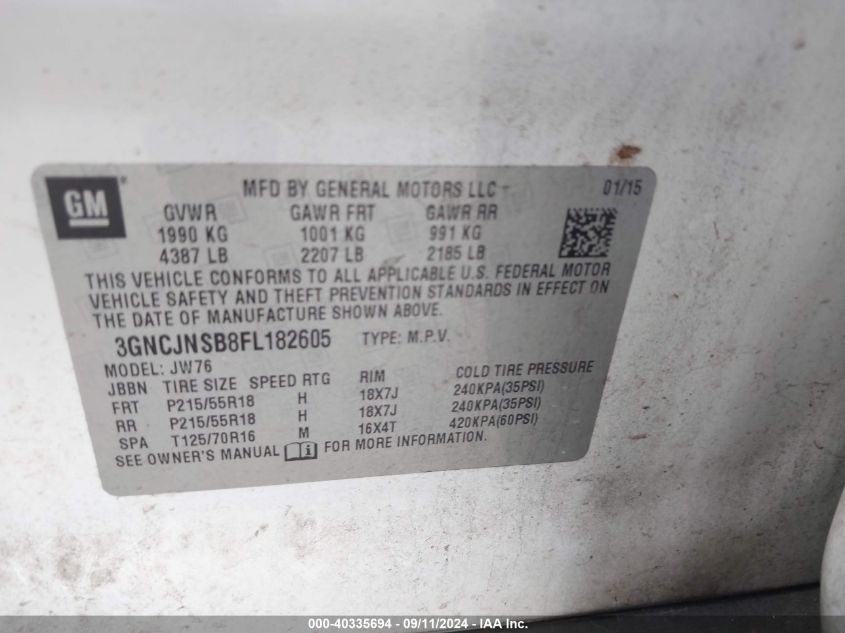 GM
MFD BY GENERAL MOTORS LLC 01/15
GVWR GAWR FRT GAWR RR
1990 KG 1001 KG 991 KG
4387 LB 2207 LB 2185 LB
THIS VEHICLE CONFORMS TO ALL APPLICABLE U.S. FEDERAL MOTOR
VEHICLE SAFETY AND THEFT PREVENTION STANDARDS IN EFFECT ON
THE DATE OF MANUFACTURE SHOWN ABOVE.
3GNCJNSB8FL182605 TYPE: M.P.V.
MODEL: JW76
JBBN TIRE SIZE SPEED RTG RIM COLD TIRE PRESSURE
FRT P215/55R18 H 18X7J 240KPA(35PSI)
RR P215/55R18 H 18X7J 240KPA(35PSI)
SPA T125/70R16 M 16X4T 420KPA(60PSI)
SEE OWNER'S MANUAL FOR MORE INFORMATION.
000-40335694 - 09/11/2024 - IAA Inc.